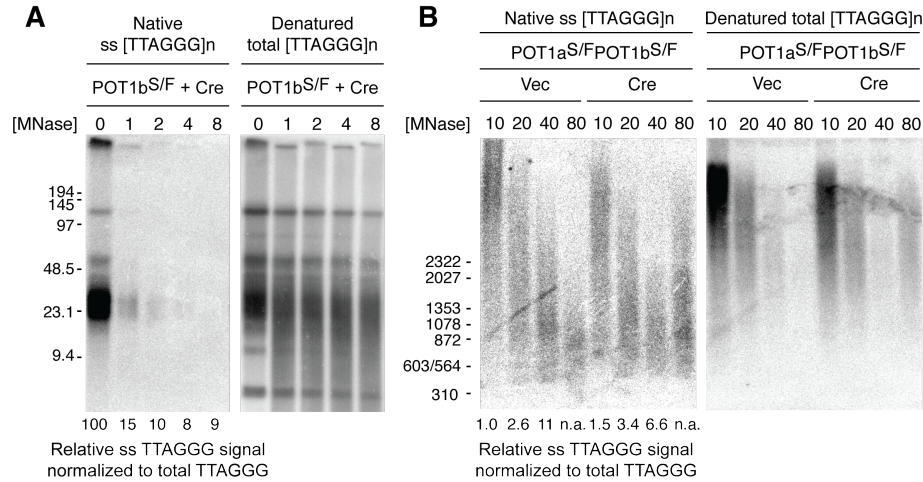 A
Native
ss [TTAGGG]n
Denatured
total [TTAGGG]n
POT1bS/F + Cre
POT1bS/F + Cre
[MNase]
0 1 2 4 8
0 1 2 4 8
194 -
145 -
97 -
48.5 -
23.1 -
9.4 -
100 15 10 8 9
Relative ss TTAGGG signal
normalized to total TTAGGG
B
Native ss [TTAGGG]n
Denatured total [TTAGGG]n
POT1aS/FPOT1bS/F
POT1aS/FPOT1bS/F
Vec Cre
Vec Cre
[MNase]
10 20 40 80 10 20 40 80
10 20 40 80 10 20 40 80
2322 -
2027 -
1353 -
1078 -
872 -
603/564 -
310 -
1.0 2.6 11 n.a. 1.5 3.4 6.6 n.a.
Relative ss TTAGGG signal
normalized to total TTAGGG